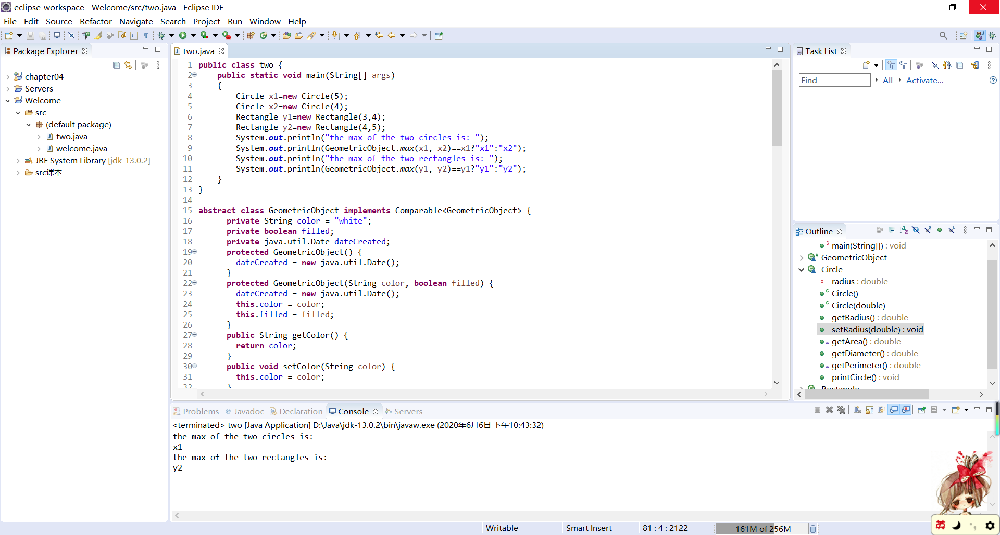 eclipse-workspace - Welcome/src/two.java - Eclipse IDE
File Edit Source Refactor Navigate Search Project Run Window Help
Package Explorer
chapter04
Servers
Welcome
src
(default package)
two.java
welcome.java
JRE System Library [jdk-13.0.2]
src课本
two.java
1 public class two {
2     public static void main(String[] args)
3     {
4         Circle x1=new Circle(5);
5         Circle x2=new Circle(4);
6         Rectangle y1=new Rectangle(3,4);
7         Rectangle y2=new Rectangle(4,5);
8         System.out.println("the max of the two circles is: ");
9         System.out.println(GeometricObject.max(x1, x2)==x1?"x1":"x2");
10         System.out.println("the max of the two rectangles is: ");
11         System.out.println(GeometricObject.max(y1, y2)==y1?"y1":"y2");
12     }
13 }
14
15 abstract class GeometricObject implements Comparable<GeometricObject> {
16       private String color = "white";
17       private boolean filled;
18       private java.util.Date dateCreated;
19       protected GeometricObject() {
20         dateCreated = new java.util.Date();
21       }
22       protected GeometricObject(String color, boolean filled) {
23         dateCreated = new java.util.Date();
24         this.color = color;
25         this.filled = filled;
26       }
27       public String getColor() {
28         return color;
29       }
30       public void setColor(String color) {
31         this.color = color;
32       }
Task List
Find All Activate...
Outline
main(String[]) : void
GeometricObject
Circle
radius : double
Circle()
Circle(double)
getRadius() : double
setRadius(double) : void
getArea() : double
getDiameter() : double
getPerimeter() : double
printCircle() : void
Rectangle
Problems Javadoc Declaration Console Servers
<terminated> two [Java Application] D:\Java\jdk-13.0.2\bin\javaw.exe (2020年6月6日 下午10:43:32)
the max of the two circles is:
x1
the max of the two rectangles is:
y2
Writable Smart Insert 81 : 4 : 2122 161M of 256M
英